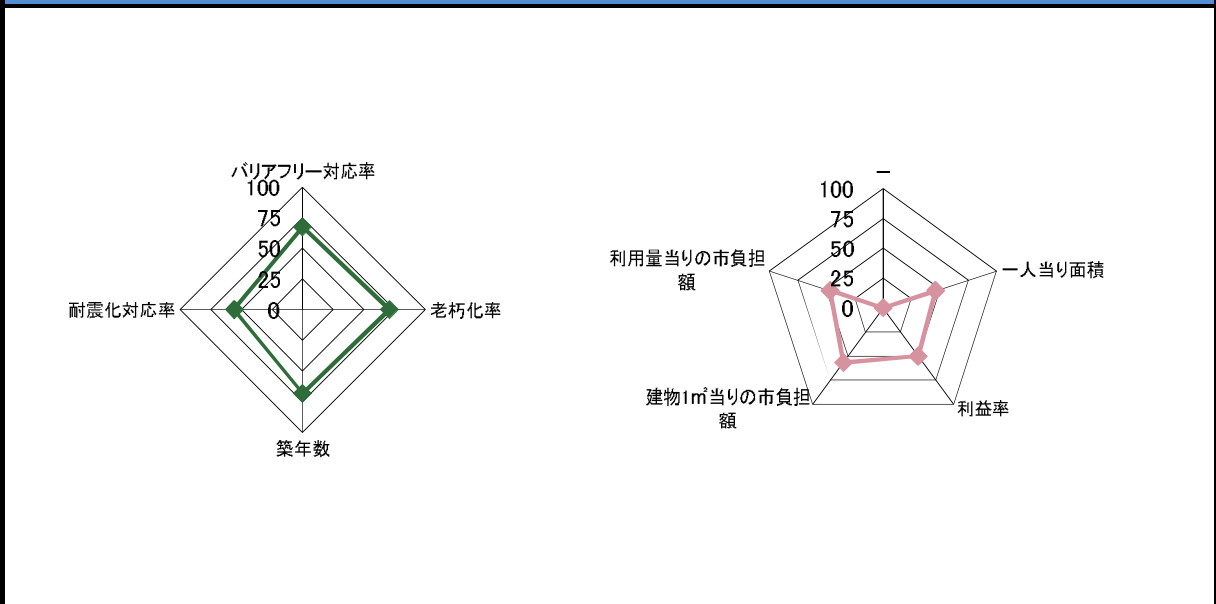 バリアフリー対応率
100
75
50
25
0
耐震化対応率
老朽化率
築年数
ー
100
75
50
25
0
利用量当りの市負担
額
一人当り面積
建物1㎡当りの市負担
額
利益率